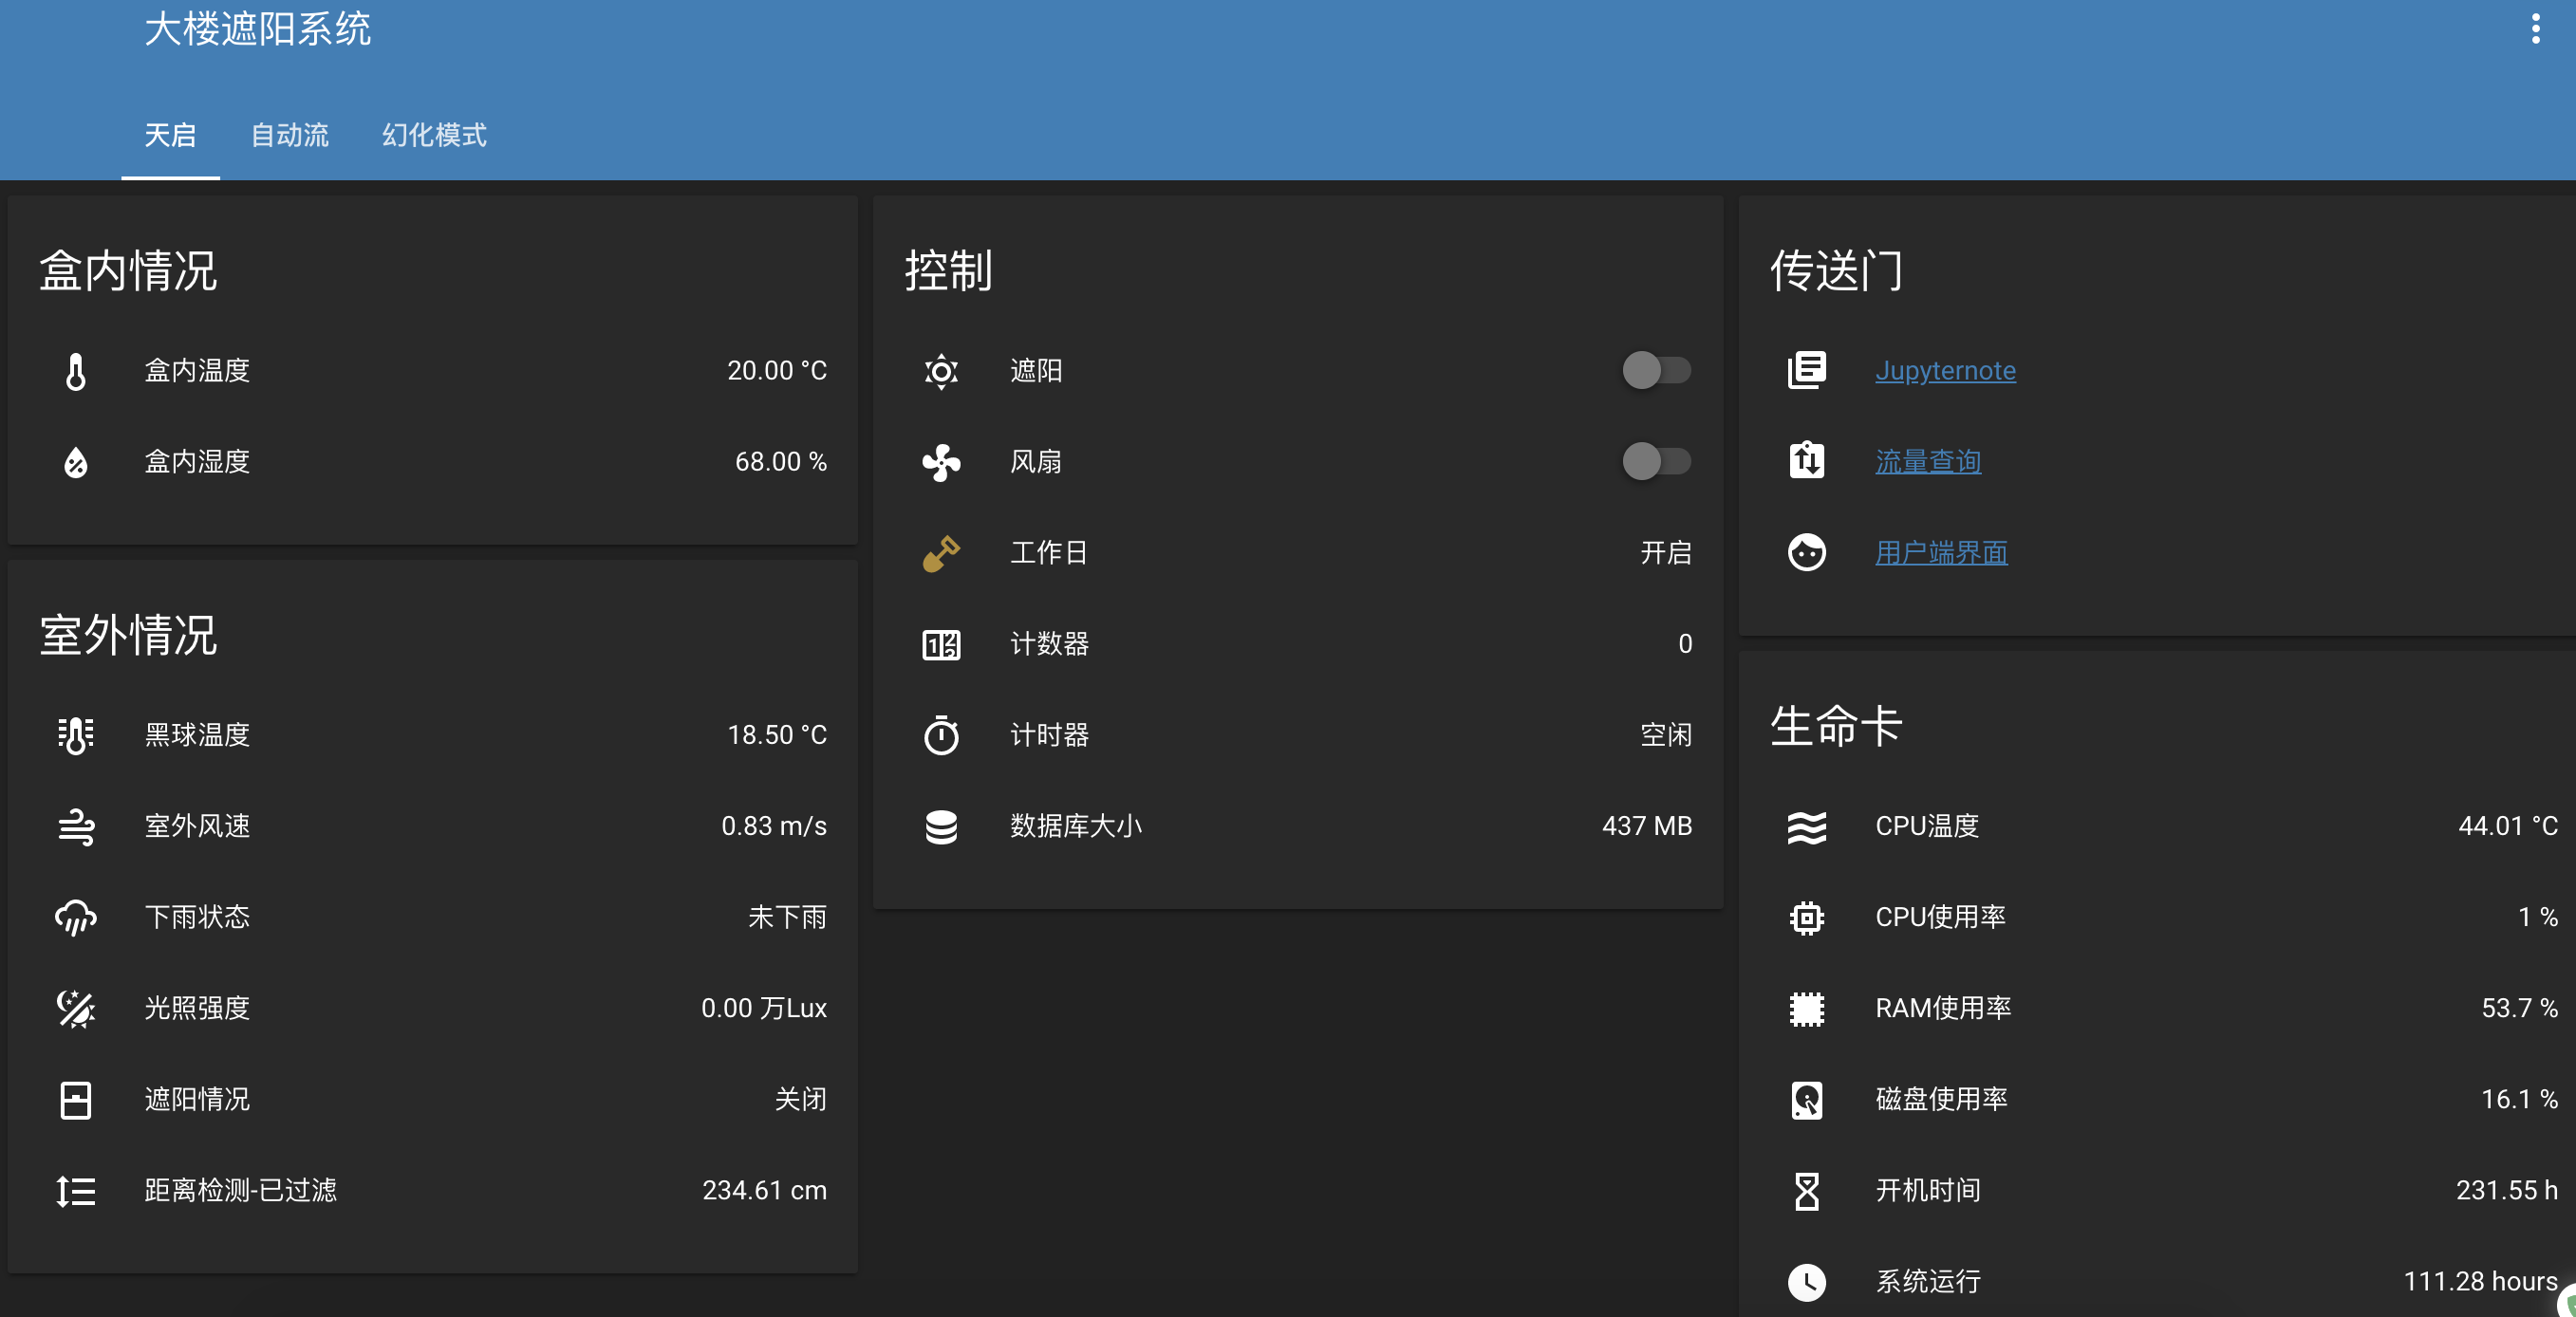 大楼遮阳系统
天启 自动流 幻化模式
盒内情况
盒内温度 20.00 °C
盒内湿度 68.00 %
室外情况
黑球温度 18.50 °C
室外风速 0.83 m/s
下雨状态 未下雨
光照强度 0.00 万Lux
遮阳情况 关闭
距离检测-已过滤 234.61 cm
控制
遮阳
风扇
工作日 开启
计数器 0
计时器 空闲
数据库大小 437 MB
传送门
Jupyternote
流量查询
用户端界面
生命卡
CPU温度 44.01 °C
CPU使用率 1 %
RAM使用率 53.7 %
磁盘使用率 16.1 %
开机时间 231.55 h
系统运行 111.28 hours